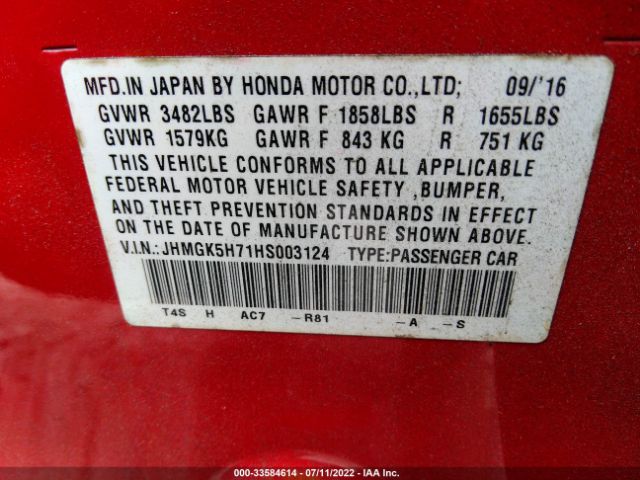 MFD.IN JAPAN BY HONDA MOTOR CO.,LTD; 09/'16
GVWR 3482LBS GAWR F 1858LBS R 1655LBS
GVWR 1579KG GAWR F 843 KG R 751 KG
THIS VEHICLE CONFORMS TO ALL APPLICABLE
FEDERAL MOTOR VEHICLE SAFETY ,BUMPER,
AND THEFT PREVENTION STANDARDS IN EFFECT
ON THE DATE OF MANUFACTURE SHOWN ABOVE.
V.I.N.: JHMGK5H71HS003124 TYPE:PASSENGER CAR
T4S H AC7 -R81 -A -S
000-33584614 - 07/11/2022 - IAA Inc.